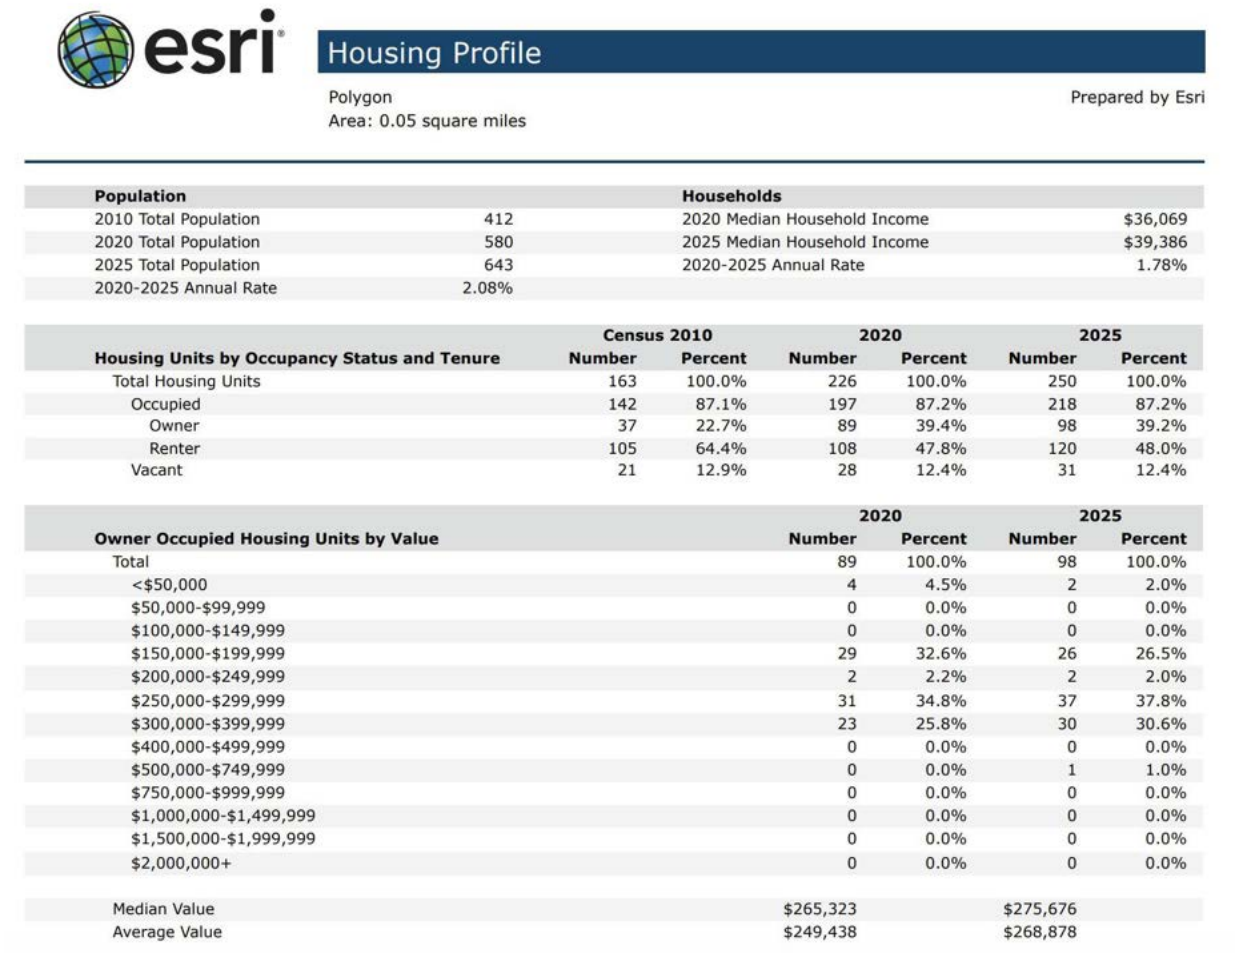 esri®
Housing Profile
Polygon Prepared by Esri
Area: 0.05 square miles
Population Households
2010 Total Population 412 2020 Median Household Income $36,069
2020 Total Population 580 2025 Median Household Income $39,386
2025 Total Population 643 2020-2025 Annual Rate 1.78%
2020-2025 Annual Rate 2.08%
Census 2010 2020 2025
Housing Units by Occupancy Status and Tenure Number Percent Number Percent Number Percent
Total Housing Units 163 100.0% 226 100.0% 250 100.0%
Occupied 142 87.1% 197 87.2% 218 87.2%
Owner 37 22.7% 89 39.4% 98 39.2%
Renter 105 64.4% 108 47.8% 120 48.0%
Vacant 21 12.9% 28 12.4% 31 12.4%
2020 2025
Owner Occupied Housing Units by Value Number Percent Number Percent
Total 89 100.0% 98 100.0%
<$50,000 4 4.5% 2 2.0%
$50,000-$99,999 0 0.0% 0 0.0%
$100,000-$149,999 0 0.0% 0 0.0%
$150,000-$199,999 29 32.6% 26 26.5%
$200,000-$249,999 2 2.2% 2 2.0%
$250,000-$299,999 31 34.8% 37 37.8%
$300,000-$399,999 23 25.8% 30 30.6%
$400,000-$499,999 0 0.0% 0 0.0%
$500,000-$749,999 0 0.0% 1 1.0%
$750,000-$999,999 0 0.0% 0 0.0%
$1,000,000-$1,499,999 0 0.0% 0 0.0%
$1,500,000-$1,999,999 0 0.0% 0 0.0%
$2,000,000+ 0 0.0% 0 0.0%
Median Value $265,323 $275,676
Average Value $249,438 $268,878